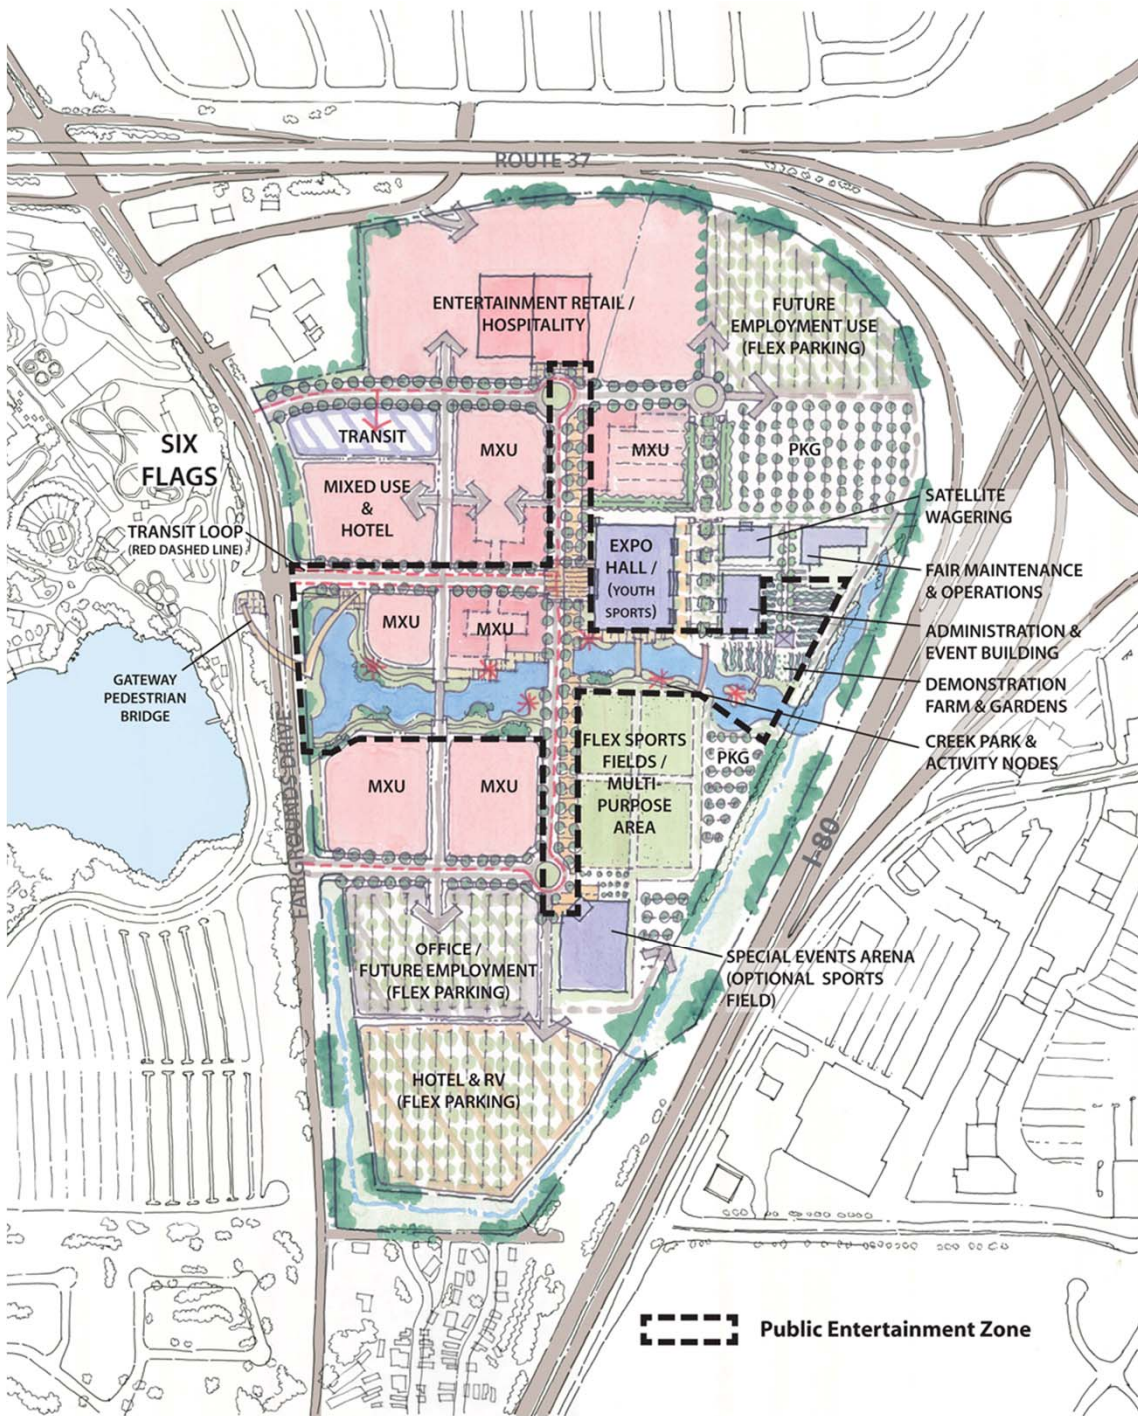 ROUTE 37
ENTERTAINMENT RETAIL /
HOSPITALITY
FUTURE
EMPLOYMENT USE
(FLEX PARKING)
SIX
FLAGS
TRANSIT
MXU
MXU
PKG
MIXED USE
&
HOTEL
TRANSIT LOOP
(RED DASHED LINE)
SATELLITE
WAGERING
EXPO
HALL /
(YOUTH
SPORTS)
FAIR MAINTENANCE
& OPERATIONS
MXU
MXU
ADMINISTRATION &
EVENT BUILDING
GATEWAY
PEDESTRIAN
BRIDGE
DEMONSTRATION
FARM & GARDENS
CREEK PARK &
ACTIVITY NODES
FLEX SPORTS
FIELDS /
MULTI-
PURPOSE
AREA
PKG
MXU
MXU
FAIRGROUNDS DRIVE
I-80
OFFICE /
FUTURE EMPLOYMENT
(FLEX PARKING)
SPECIAL EVENTS ARENA
(OPTIONAL SPORTS
FIELD)
HOTEL & RV
(FLEX PARKING)
Public Entertainment Zone